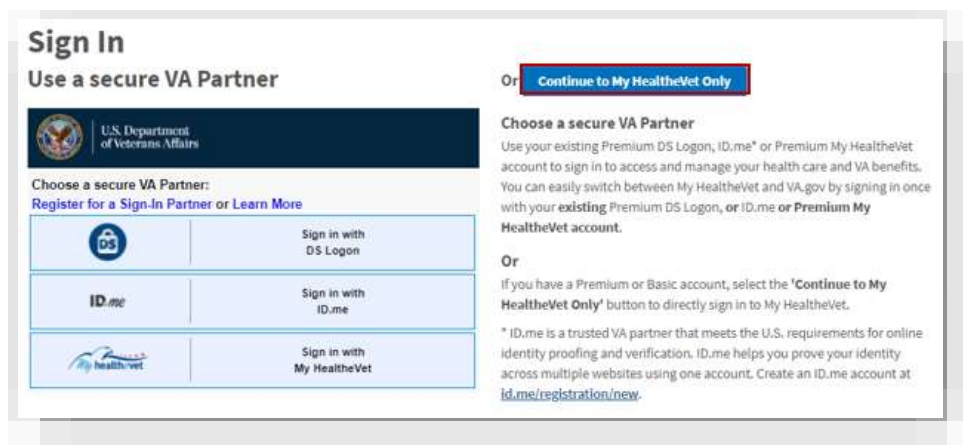 Sign In
Use a secure VA Partner
U.S. Department
of Veterans Affairs
Choose a secure VA Partner:
Register for a Sign-In Partner or Learn More
DS
Sign in with
DS Logon
ID.me
Sign in with
ID.me
My healthevet
Sign in with
My HealtheVet
Or Continue to My HealtheVet Only
Choose a secure VA Partner
Use your existing Premium DS Logon, ID.me* or Premium My HealtheVet
account to sign in to access and manage your health care and VA benefits.
You can easily switch between My HealtheVet and VA.gov by signing in once
with your existing Premium DS Logon, or ID.me or Premium My
HealtheVet account.
Or
If you have a Premium or Basic account, select the 'Continue to My
HealtheVet Only' button to directly sign in to My HealtheVet.
* ID.me is a trusted VA partner that meets the U.S. requirements for online
identity proofing and verification. ID.me helps you prove your identity
across multiple websites using one account. Create an ID.me account at
id.me/registration/new.